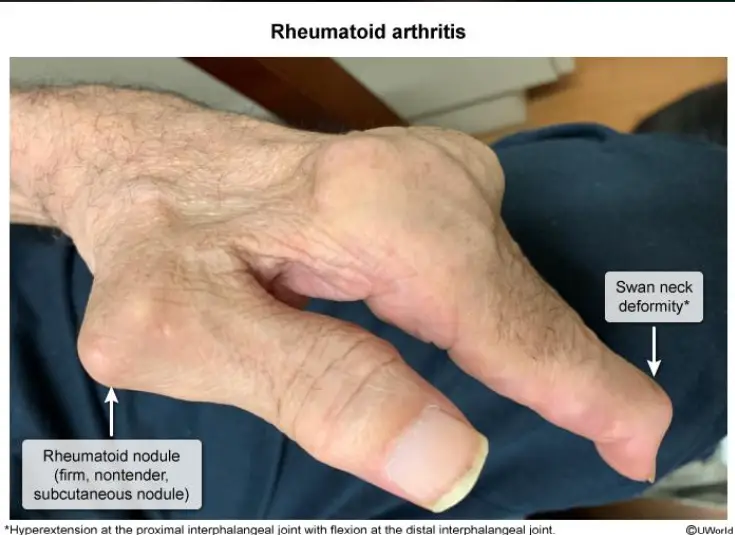 Rheumatoid arthritis
Swan neck
deformity*
Rheumatoid nodule
(firm, nontender,
subcutaneous nodule)
*Hyperextension at the proximal interphalangeal joint with flexion at the distal interphalangeal joint.
©UWorld